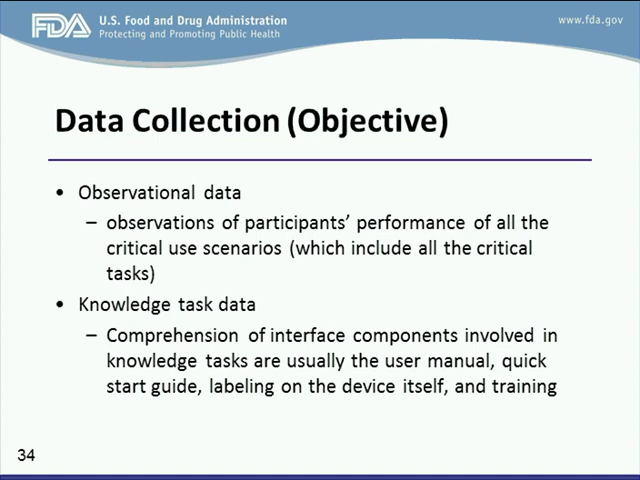 FDA U.S. Food and Drug Administration
Protecting and Promoting Public Health
www.fda.gov
Data Collection (Objective)
• Observational data
– observations of participants’ performance of all the
critical use scenarios (which include all the critical
tasks)
• Knowledge task data
– Comprehension of interface components involved in
knowledge tasks are usually the user manual, quick
start guide, labeling on the device itself, and training
34